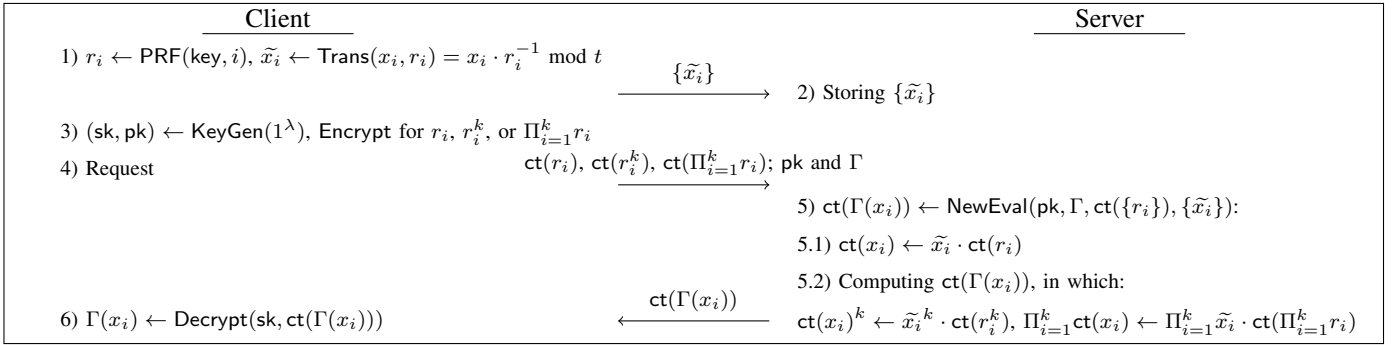 Client Server
1) r_i ← PRF(key, i), x̃_i ← Trans(x_i, r_i) = x_i · r_i^{-1} mod t
{x̃_i}
2) Storing {x̃_i}
3) (sk, pk) ← KeyGen(1^λ), Encrypt for r_i, r_i^k, or Π_{i=1}^k r_i
4) Request
ct(r_i), ct(r_i^k), ct(Π_{i=1}^k r_i); pk and Γ
5) ct(Γ(x_i)) ← NewEval(pk, Γ, ct({r_i}), {x̃_i}):
5.1) ct(x_i) ← x̃_i · ct(r_i)
5.2) Computing ct(Γ(x_i)), in which:
ct(Γ(x_i))
6) Γ(x_i) ← Decrypt(sk, ct(Γ(x_i)))
ct(x_i)^k ← x̃_i^k · ct(r_i^k), Π_{i=1}^k ct(x_i) ← Π_{i=1}^k x̃_i · ct(Π_{i=1}^k r_i)